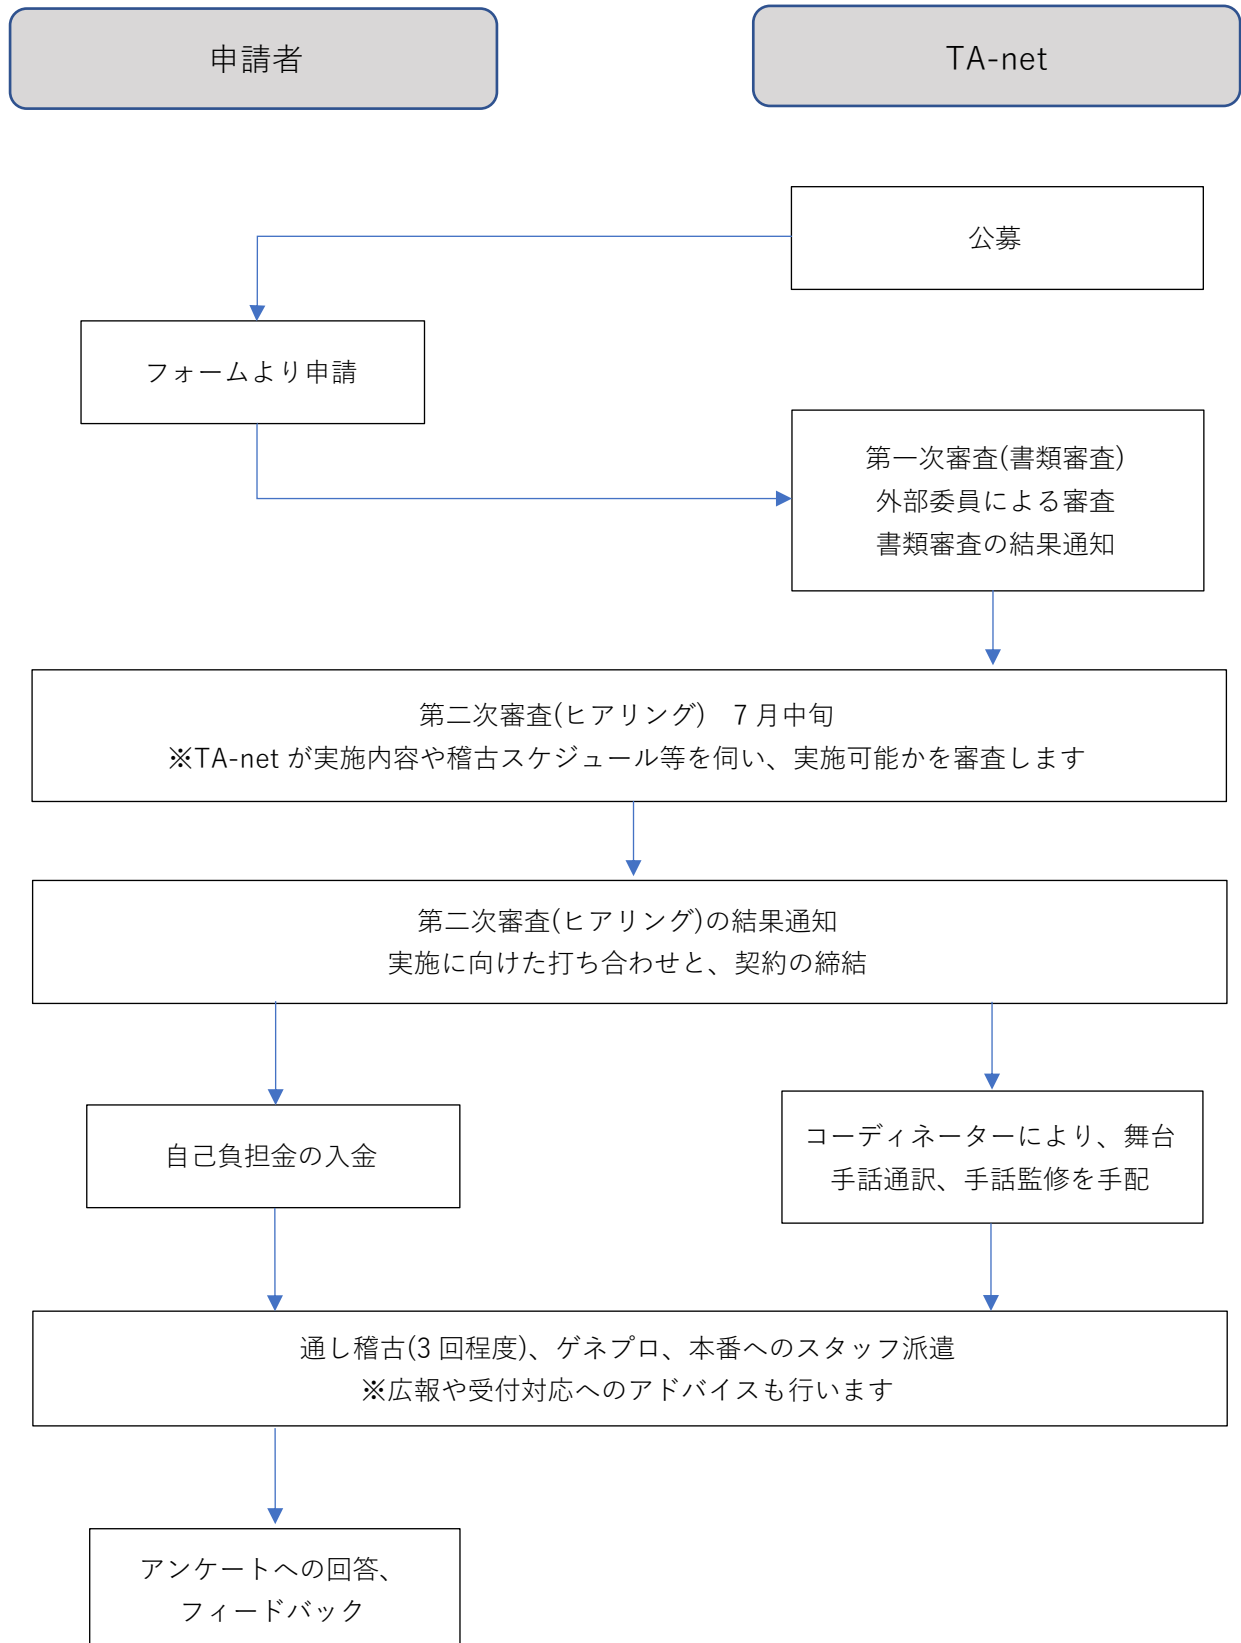 申請者
TA-net
公募
フォームより申請
第一次審査(書類審査)
外部委員による審査
書類審査の結果通知
第二次審査(ヒアリング)　7 月中旬
※TA-net が実施内容や稽古スケジュール等を伺い、実施可能かを審査します
第二次審査(ヒアリング)の結果通知
実施に向けた打ち合わせと、契約の締結
自己負担金の入金
コーディネーターにより、舞台
手話通訳、手話監修を手配
通し稽古(3 回程度)、ゲネプロ、本番へのスタッフ派遣
※広報や受付対応へのアドバイスも行います
アンケートへの回答、
フィードバック